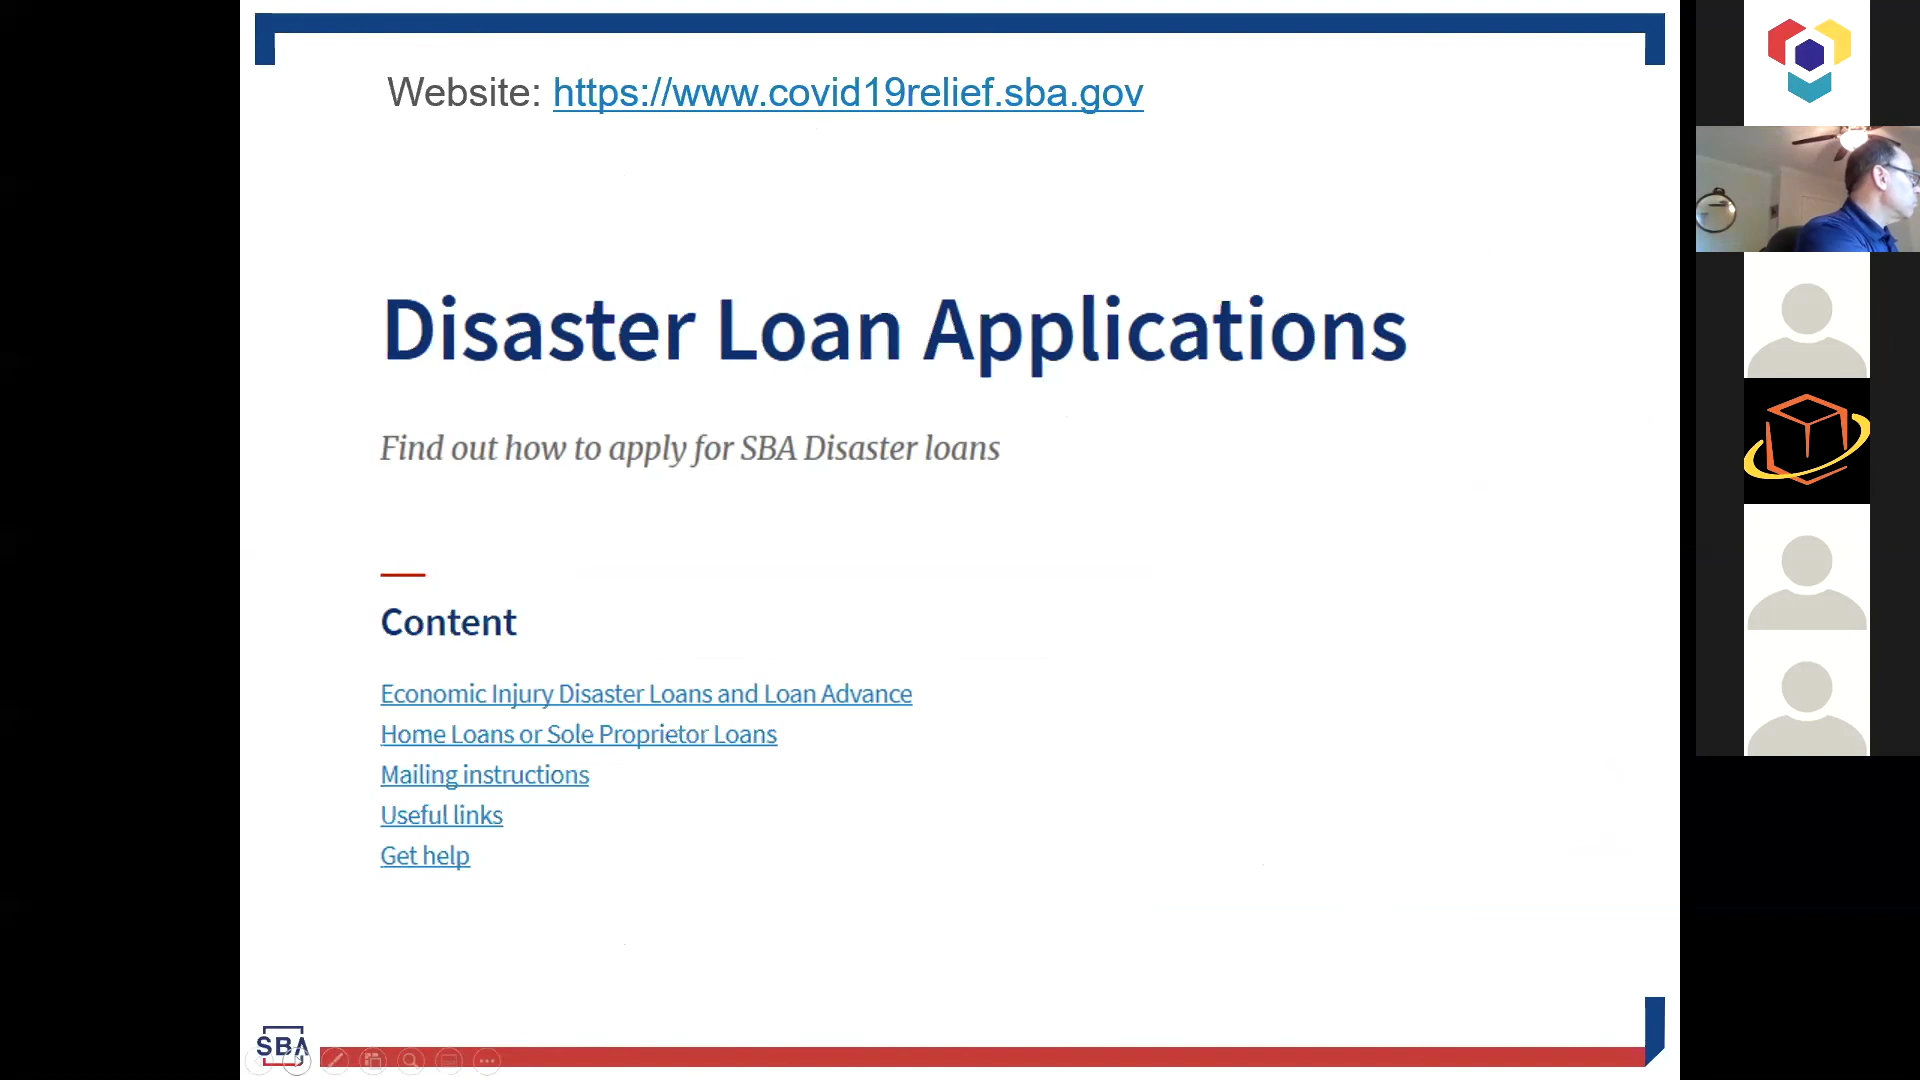 Website: https://www.covid19relief.sba.gov
Disaster Loan Applications
Find out how to apply for SBA Disaster loans
Content
Economic Injury Disaster Loans and Loan Advance
Home Loans or Sole Proprietor Loans
Mailing instructions
Useful links
Get help
SBA